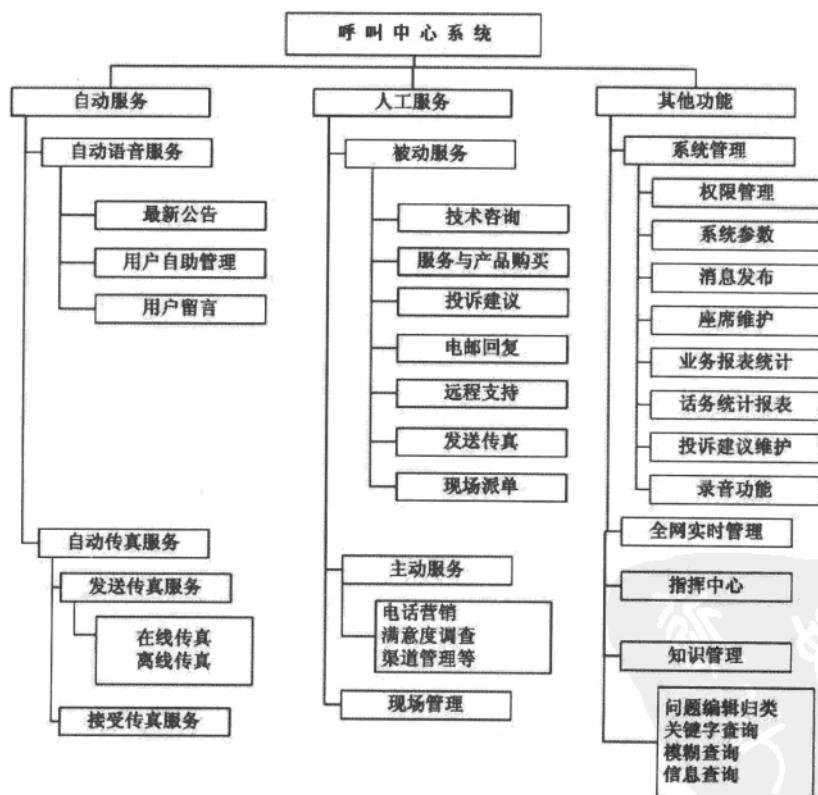 呼叫中心系统
自动服务
自动语音服务
最新公告
用户自助管理
用户留言
自动传真服务
发送传真服务
在线传真
离线传真
接受传真服务
人工服务
被动服务
技术咨询
服务与产品购买
投诉建议
电邮回复
远程支持
发送传真
现场派单
主动服务
电话营销
满意度调查
渠道管理等
现场管理
其他功能
系统管理
权限管理
系统参数
消息发布
座席维护
业务报表统计
话务统计报表
投诉建议维护
录音功能
全网实时管理
指挥中心
知识管理
问题编辑归类
关键字查询
模糊查询
信息查询